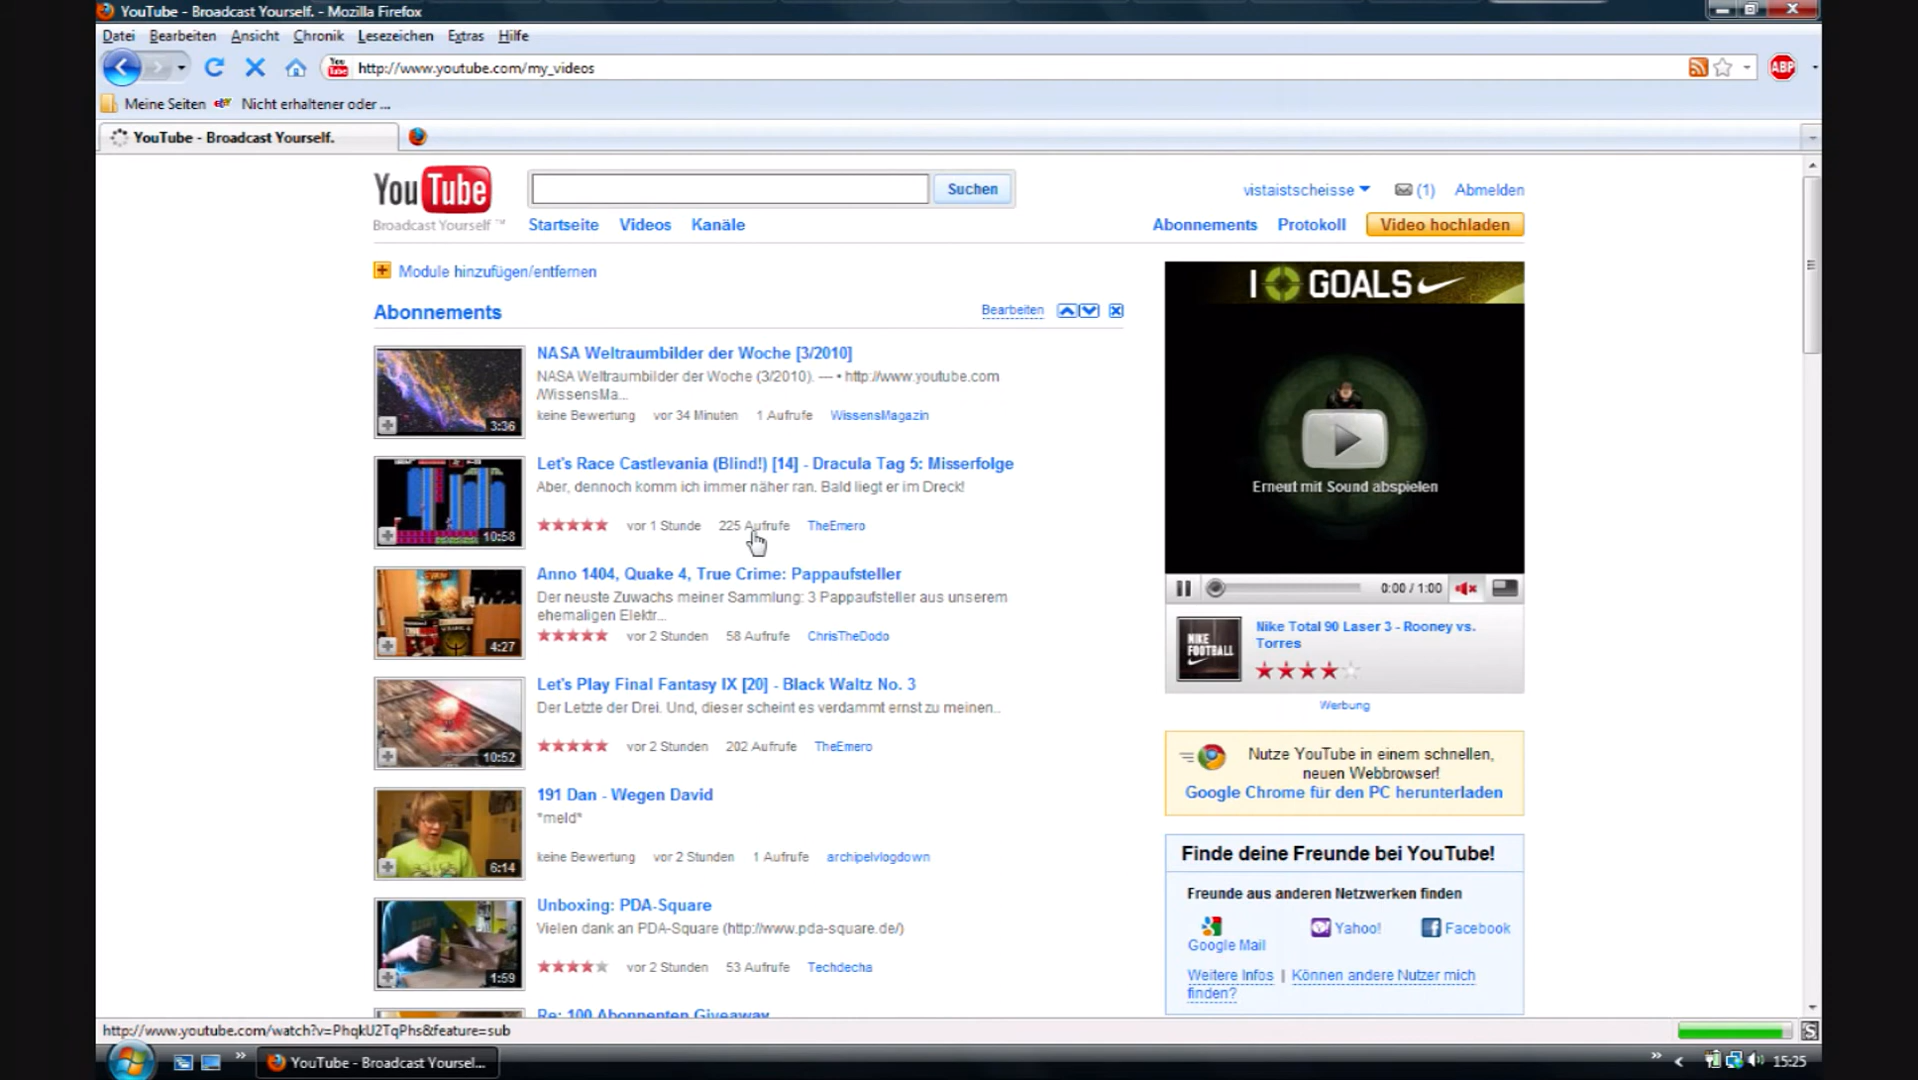 YouTube - Broadcast Yourself. - Mozilla Firefox
Datei Bearbeiten Ansicht Chronik Lesezeichen Extras Hilfe
You Tube http://www.youtube.com/my_videos ABP
Meine Seiten ebY Nicht erhaltener oder ...
YouTube - Broadcast Yourself.
YouTube Suchen vistaistscheisse (1) Abmelden
Broadcast Yourself ™ Startseite Videos Kanäle Abonnements Protokoll Video hochladen
Module hinzufügen/entfernen
Abonnements Bearbeiten
NASA Weltraumbilder der Woche [3/2010]
NASA Weltraumbilder der Woche (3/2010). --- • http://www.youtube.com
/WissensMa...
keine Bewertung vor 34 Minuten 1 Aufrufe WissensMagazin
3:36
Let's Race Castlevania (Blind!) [14] - Dracula Tag 5: Misserfolge
Aber, dennoch komm ich immer näher ran. Bald liegt er im Dreck!
vor 1 Stunde 225 Aufrufe TheEmero
10:58
Anno 1404, Quake 4, True Crime: Pappaufsteller
Der neuste Zuwachs meiner Sammlung: 3 Pappaufsteller aus unserem
ehemaligen Elektr...
vor 2 Stunden 58 Aufrufe ChrisTheDodo
4:27
Let's Play Final Fantasy IX [20] - Black Waltz No. 3
Der Letzte der Drei. Und, dieser scheint es verdammt ernst zu meinen..
vor 2 Stunden 202 Aufrufe TheEmero
10:52
191 Dan - Wegen David
*meld*
keine Bewertung vor 2 Stunden 1 Aufrufe archipelvlogdown
6:14
Unboxing: PDA-Square
Vielen dank an PDA-Square (http://www.pda-square.de/)
vor 2 Stunden 53 Aufrufe Techdecha
1:59
Re: 100 Abonnenten Giveaway
I GOALS
Erneut mit Sound abspielen
0:00 / 1:00
NIKE FOOTBALL
Nike Total 90 Laser 3 - Rooney vs.
Torres
Werbung
Nutze YouTube in einem schnellen,
neuen Webbrowser!
Google Chrome für den PC herunterladen
Finde deine Freunde bei YouTube!
Freunde aus anderen Netzwerken finden
Google Mail Yahoo! Facebook
Weitere Infos | Können andere Nutzer mich
finden?
http://www.youtube.com/watch?v=PhqkU2TqPhs&feature=sub
YouTube - Broadcast Yoursel... 15:25